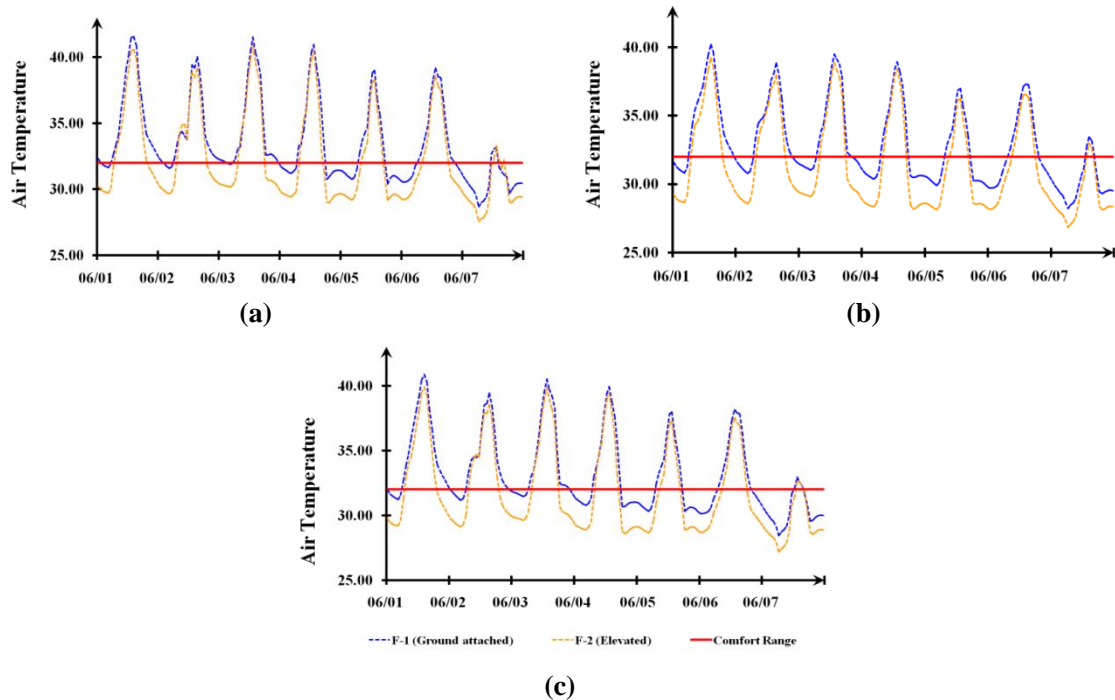 Air Temperature
40.00
35.00
30.00
25.00
06/01 06/02 06/03 06/04 06/05 06/06 06/07
(a)
Air Temperature
40.00
35.00
30.00
25.00
06/01 06/02 06/03 06/04 06/05 06/06 06/07
(b)
Air Temperature
40.00
35.00
30.00
25.00
06/01 06/02 06/03 06/04 06/05 06/06 06/07
F-1 (Ground attached) F-2 (Elevated) Comfort Range
(c)